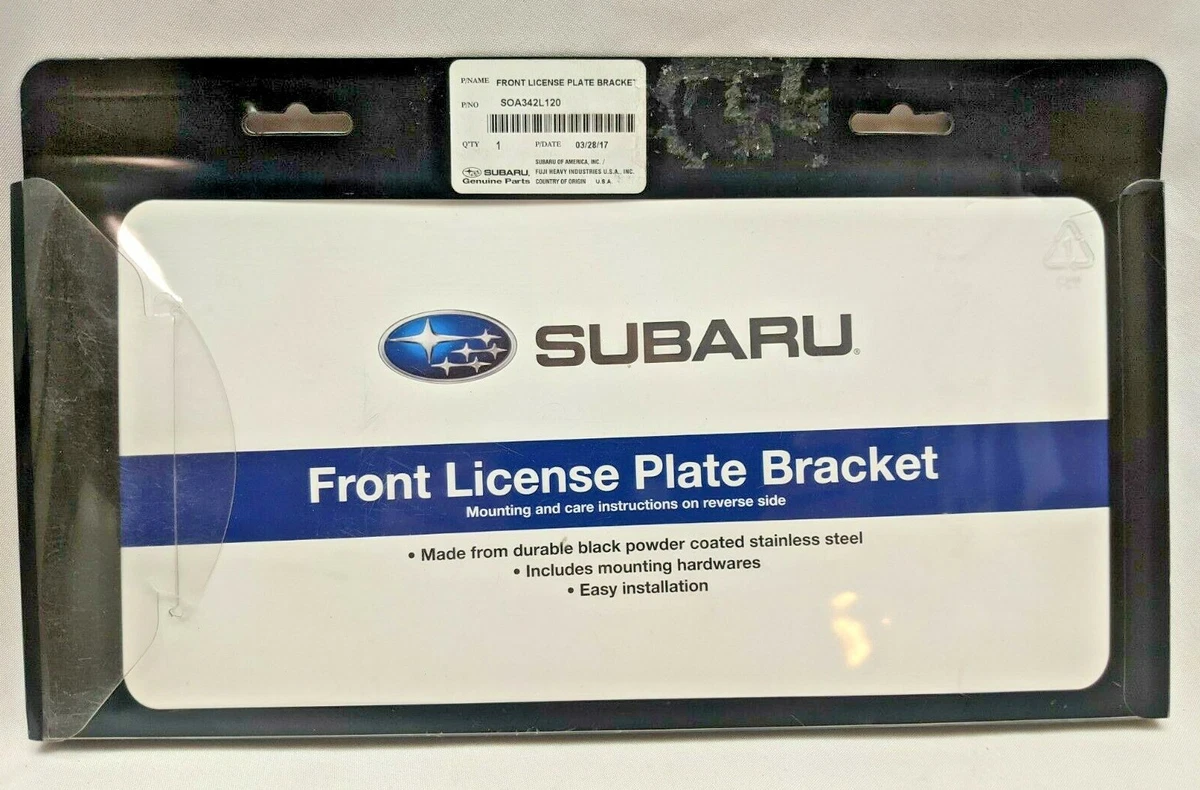 P/NAME FRONT LICENSE PLATE BRACKET
P/NO SOA342L120
Q'TY 1 P/DATE 03/28/17
SUBARU OF AMERICA, INC. /
SUBARU. FUJI HEAVY INDUSTRIES U.S.A., INC.
Genuine Parts COUNTRY OF ORIGIN U.S.A.
SUBARU®
Front License Plate Bracket
Mounting and care instructions on reverse side
• Made from durable black powder coated stainless steel
• Includes mounting hardwares
• Easy installation